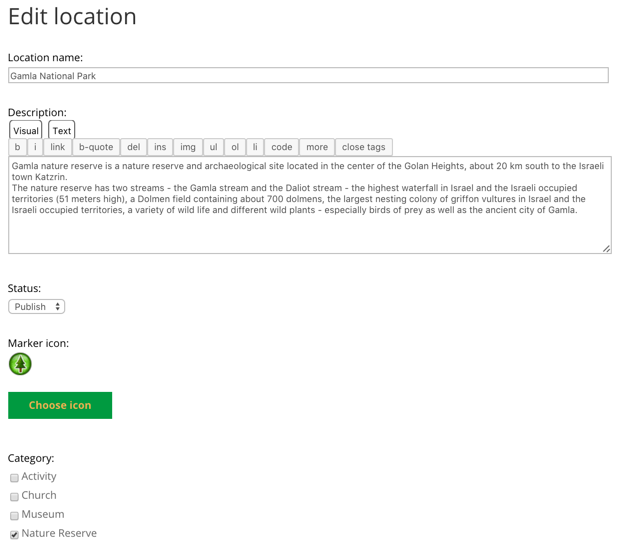 Edit location
Location name:
Gamla National Park
Description:
Visual Text
b i link b-quote del ins img ul ol li code more close tags
Gamla nature reserve is a nature reserve and archaeological site located in the center of the Golan Heights, about 20 km south to the Israeli
town Katzrin.
The nature reserve has two streams - the Gamla stream and the Daliot stream - the highest waterfall in Israel and the Israeli occupied
territories (51 meters high), a Dolmen field containing about 700 dolmens, the largest nesting colony of griffon vultures in Israel and the
Israeli occupied territories, a variety of wild life and different wild plants - especially birds of prey as well as the ancient city of Gamla.
Status:
Publish
Marker icon:
Choose icon
Category:
Activity
Church
Museum
Nature Reserve